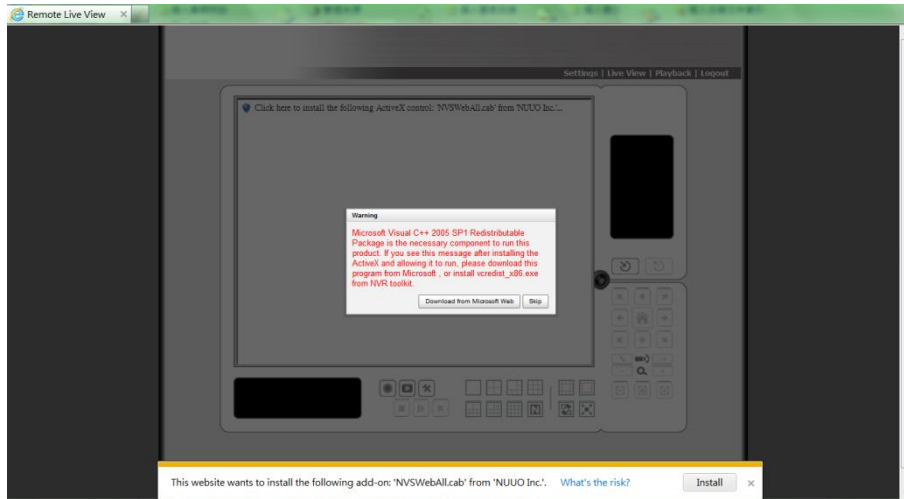 Remote Live View
Settings | Live View | Playback | Logout
Click here to install the following ActiveX control: 'NVSWebAll.cab' from 'NUUO Inc.'...
Warning
Microsoft Visual C++ 2005 SP1 Redistributable
Package is the necessary component to run this
product. If you see this message after installing the
ActiveX and allowing it to run, please download this
program from Microsoft , or install vcredist_x86.exe
from NVR toolkit.
Download from Microsoft Web Skip
This website wants to install the following add-on: 'NVSWebAll.cab' from 'NUUO Inc.'. What's the risk? Install